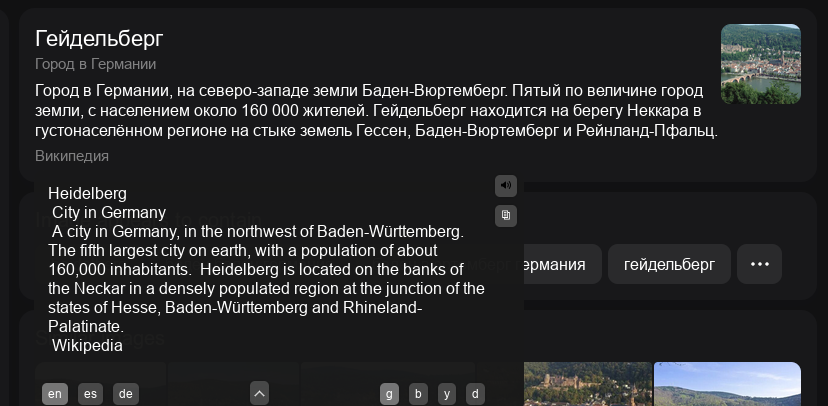 Гейдельберг
Город в Германии
Город в Германии, на северо-западе земли Баден-Вюртемберг. Пятый по величине город
земли, с населением около 160 000 жителей. Гейдельберг находится на берегу Неккара в
густонаселённом регионе на стыке земель Гессен, Баден-Вюртемберг и Рейнланд-Пфальц.
Википедия
Heidelberg
City in Germany
A city in Germany, in the northwest of Baden-Württemberg.
The fifth largest city on earth, with a population of about
160,000 inhabitants. Heidelberg is located on the banks of
the Neckar in a densely populated region at the junction of the
states of Hesse, Baden-Württemberg and Rhineland-
Palatinate.
Wikipedia
гейдельберг
en es de g b y d